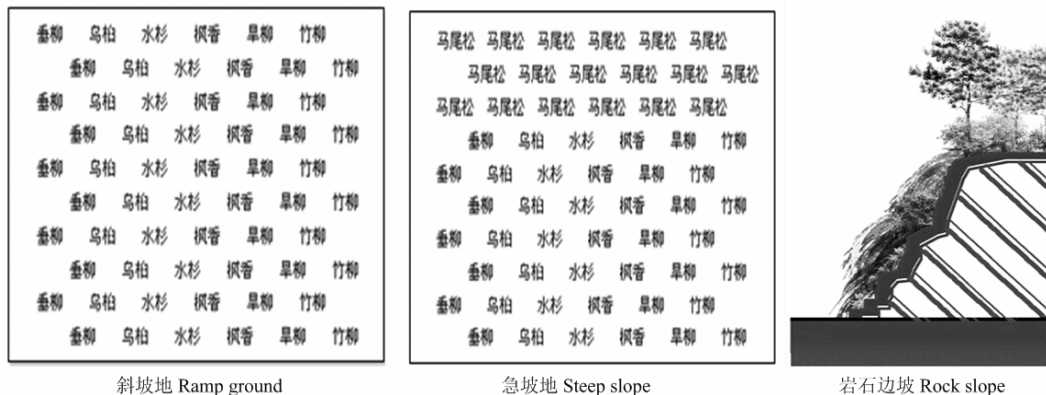 垂柳 乌桕 水杉 枫香 旱柳 竹柳
垂柳 乌桕 水杉 枫香 旱柳 竹柳
垂柳 乌桕 水杉 枫香 旱柳 竹柳
垂柳 乌桕 水杉 枫香 旱柳 竹柳
垂柳 乌桕 水杉 枫香 旱柳 竹柳
垂柳 乌桕 水杉 枫香 旱柳 竹柳
垂柳 乌桕 水杉 枫香 旱柳 竹柳
垂柳 乌桕 水杉 枫香 旱柳 竹柳
垂柳 乌桕 水杉 枫香 旱柳 竹柳
垂柳 乌桕 水杉 枫香 旱柳 竹柳
斜坡地 Ramp ground
马尾松 马尾松 马尾松 马尾松 马尾松 马尾松
马尾松 马尾松 马尾松 马尾松 马尾松 马尾松
马尾松 马尾松 马尾松 马尾松 马尾松 马尾松
垂柳 乌桕 水杉 枫香 旱柳 竹柳
垂柳 乌桕 水杉 枫香 旱柳 竹柳
垂柳 乌桕 水杉 枫香 旱柳 竹柳
垂柳 乌桕 水杉 枫香 旱柳 竹柳
垂柳 乌桕 水杉 枫香 旱柳 竹柳
垂柳 乌桕 水杉 枫香 旱柳 竹柳
垂柳 乌桕 水杉 枫香 旱柳 竹柳
急坡地 Steep slope
岩石边坡 Rock slope